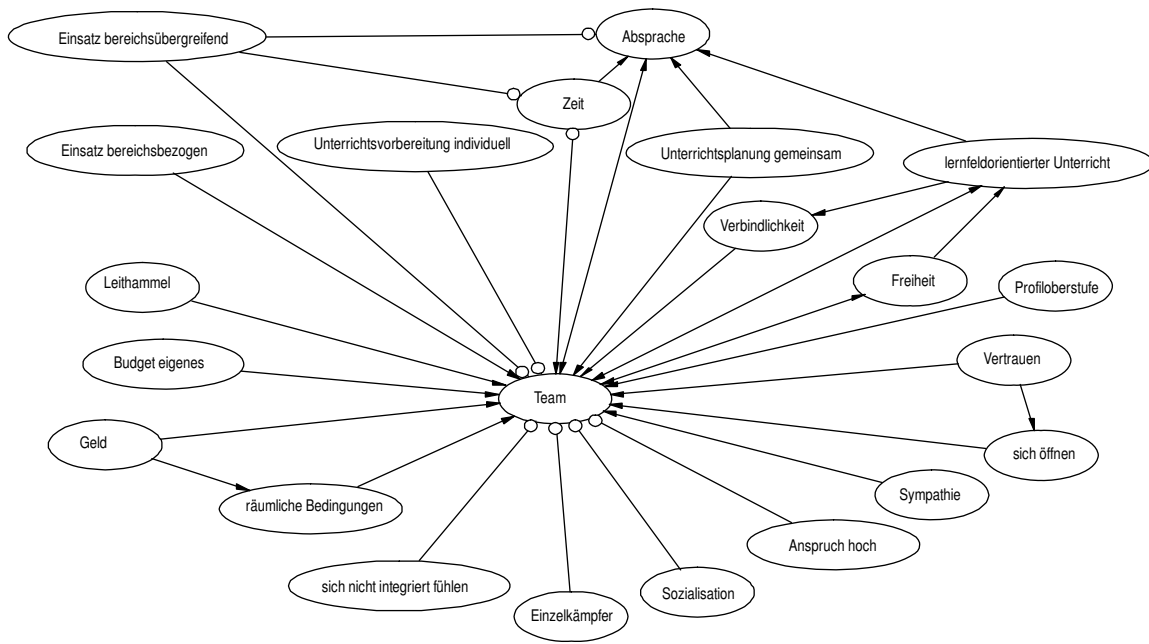 Einsatz bereichsübergreifend
Absprache
Zeit
Einsatz bereichsbezogen
Unterrichtsvorbereitung individuell
Unterrichtsplanung gemeinsam
lernfeldorientierter Unterricht
Verbindlichkeit
Leithammel
Freiheit
Profiloberstufe
Budget eigenes
Vertrauen
Team
Geld
sich öffnen
räumliche Bedingungen
Sympathie
Anspruch hoch
sich nicht integriert fühlen
Sozialisation
Einzelkämpfer